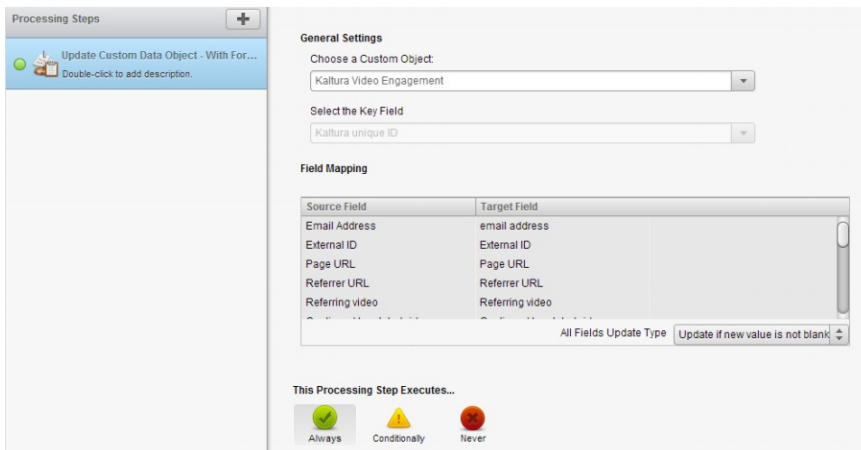 Processing Steps
+
Update Custom Data Object - With For...
Double-click to add description.
General Settings
Choose a Custom Object:
Kaltura Video Engagement
Select the Key Field
Kaltura unique ID
Field Mapping
Source Field Target Field
Email Address email address
External ID External ID
Page URL Page URL
Referrer URL Referrer URL
Referring video Referring video
All Fields Update Type Update if new value is not blank
This Processing Step Executes...
Always Conditionally Never